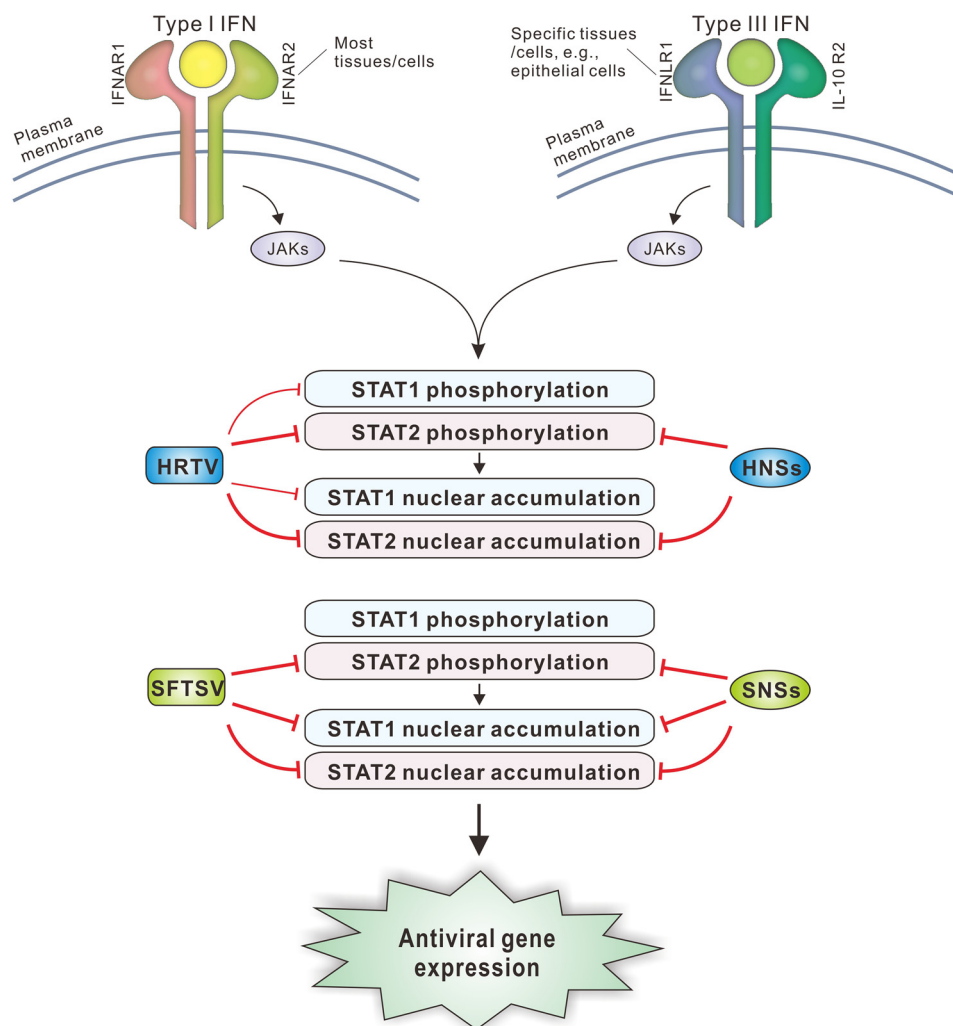 Type I IFN
IFNAR1
IFNAR2
Most
tissues/cells
Plasma
membrane
JAKs
Specific tissues
/cells, e.g.,
epithelial cells
Type III IFN
IFNLR1
IL-10 R2
Plasma
membrane
JAKs
STAT1 phosphorylation
STAT2 phosphorylation
HRTV
HNSs
STAT1 nuclear accumulation
STAT2 nuclear accumulation
STAT1 phosphorylation
STAT2 phosphorylation
SFTSV
SNSs
STAT1 nuclear accumulation
STAT2 nuclear accumulation
Antiviral gene
expression